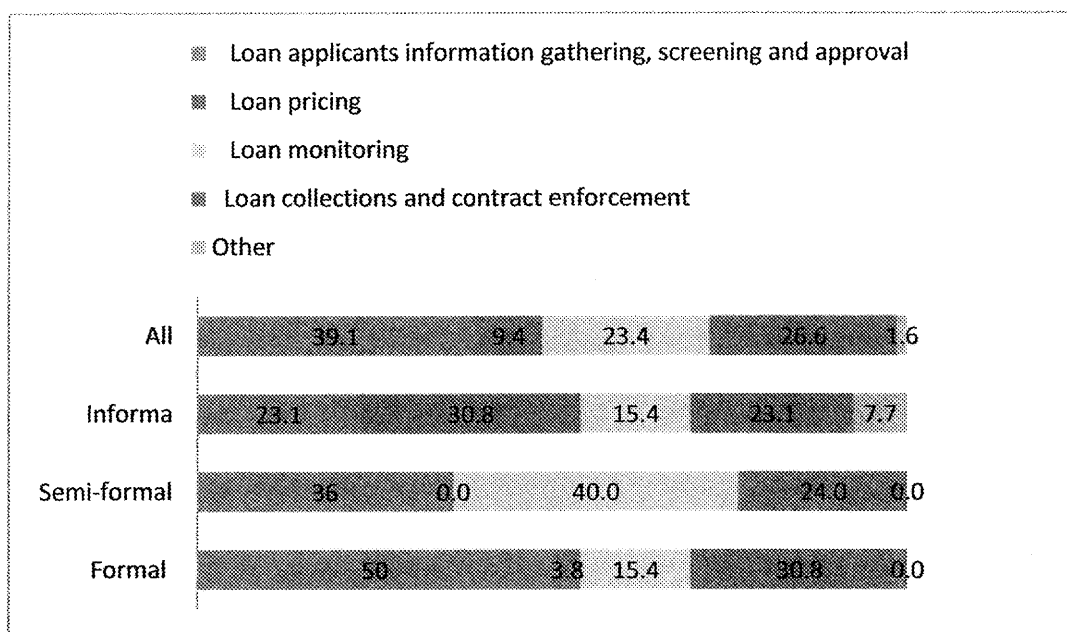 Loan applicants information gathering, screening and approval
Loan pricing
Loan monitoring
Loan collections and contract enforcement
Other
All 39.1 9.4 23.4 26.6 1.6
Informa 23.1 30.8 15.4 23.1 7.7
Semi-formal 36 0.0 40.0 24.0 0.0
Formal 50 3.8 15.4 30.8 0.0